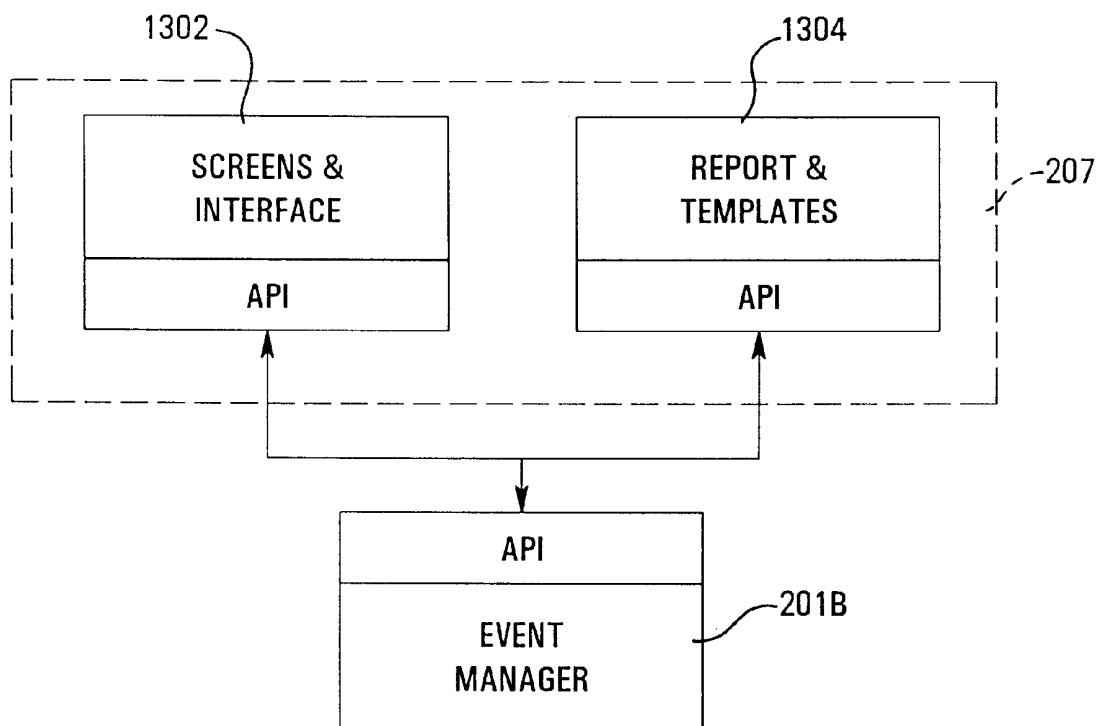 1302
1304
SCREENS &
INTERFACE
REPORT &
TEMPLATES
207
API
API
API
201B
EVENT
MANAGER